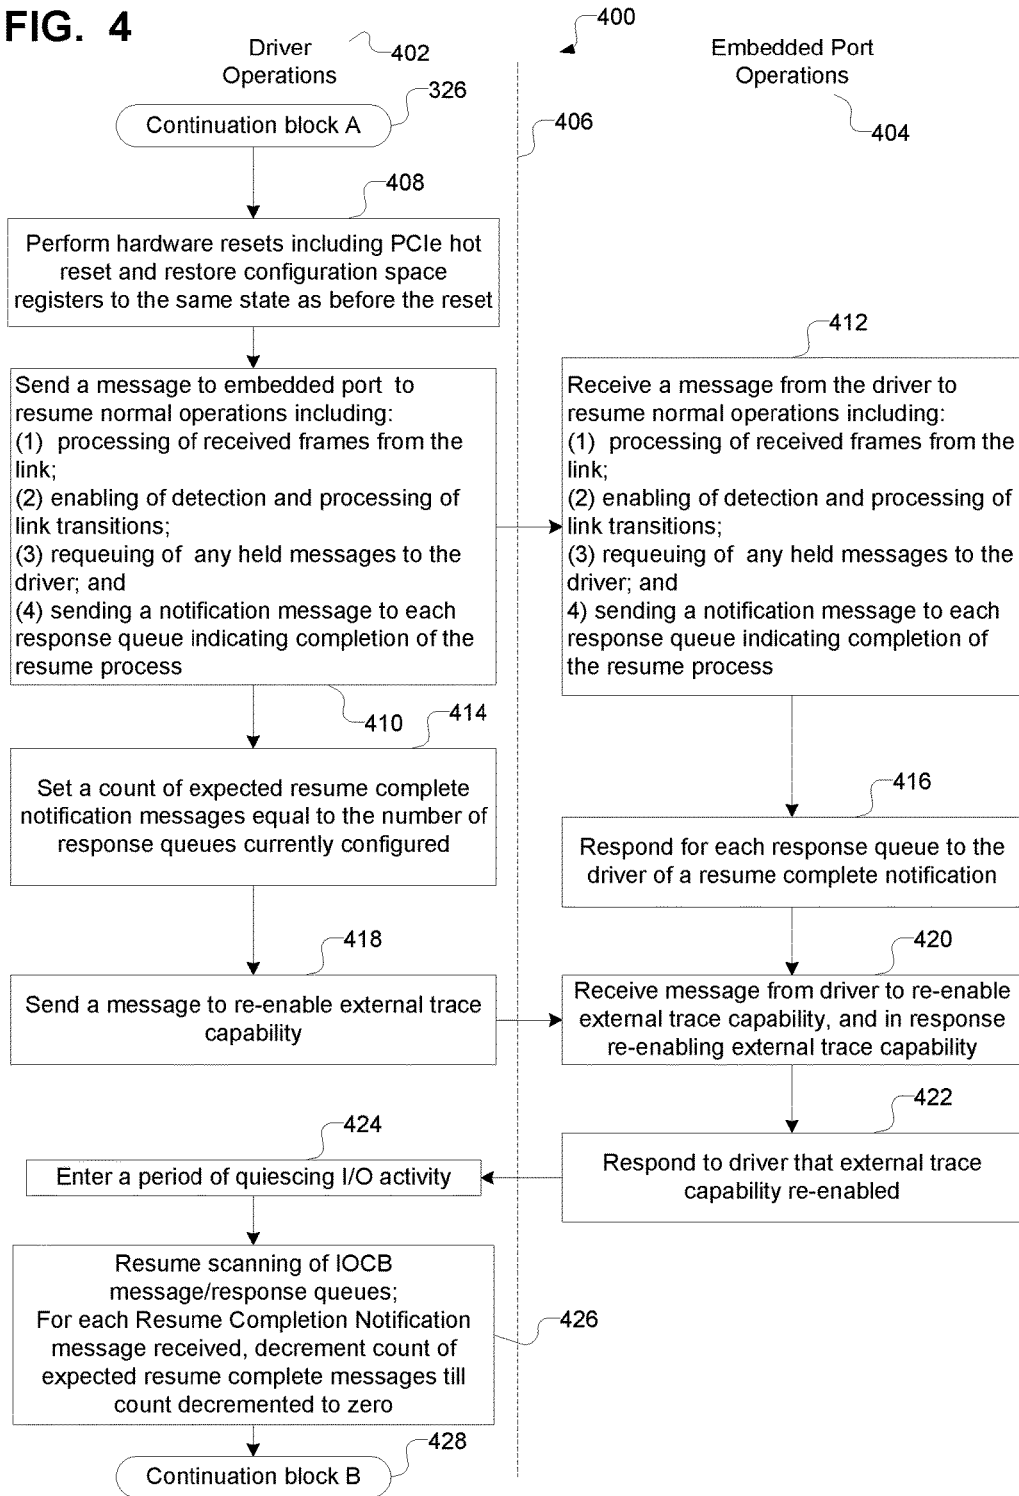 FIG. 4
400
Driver
Operations
402
Embedded Port
Operations
404
326
Continuation block A
406
408
Perform hardware resets including PCIe hot
reset and restore configuration space
registers to the same state as before the reset
412
Send a message to embedded port to
resume normal operations including:
(1) processing of received frames from the
link;
(2) enabling of detection and processing of
link transitions;
(3) requeuing of any held messages to the
driver; and
(4) sending a notification message to each
response queue indicating completion of the
resume process
410
Receive a message from the driver to
resume normal operations including:
(1) processing of received frames from the
link;
(2) enabling of detection and processing of
link transitions;
(3) requeuing of any held messages to the
driver; and
4) sending a notification message to each
response queue indicating completion of
the resume process
414
Set a count of expected resume complete
notification messages equal to the number of
response queues currently configured
416
Respond for each response queue to the
driver of a resume complete notification
418
Send a message to re-enable external trace
capability
420
Receive message from driver to re-enable
external trace capability, and in response
re-enabling external trace capability
422
Respond to driver that external trace
capability re-enabled
424
Enter a period of quiescing I/O activity
Resume scanning of IOCB
message/response queues;
For each Resume Completion Notification
message received, decrement count of
expected resume complete messages till
count decremented to zero
426
428
Continuation block B